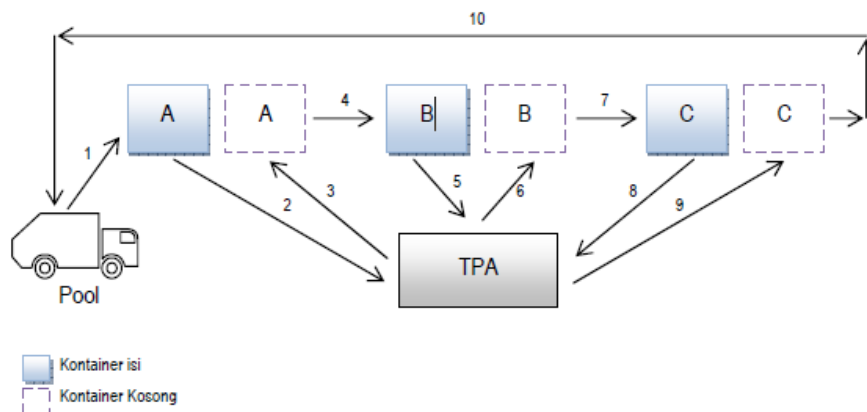 10
A
A
4
B
B
7
C
C
1
2
3
5
6
8
9
TPA
Pool
Kontainer isi
Kontainer Kosong